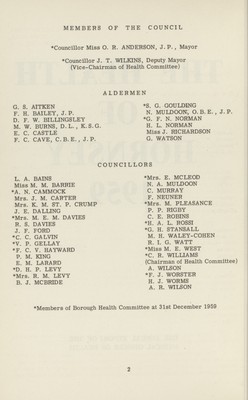 MEMBERS OF THE COUNCIL
*Councillor Miss O. R. ANDERSON, J.P., Mayor
*Councillor J. T. WILKINS, Deputy Mayor
(Vice-Chairman of Health Committee)
ALDERMEN
G. S. AITKEN
F. H. BAILEY, J.P.
D. F. W. BILLINGSLEY
M. W. BURNS, D.L., K.S.G.
E. C. CASTLE
F. C. CAVE, C.B.E., J.P.
*S. G. GOULDING
N. MULDOON, O.B.E., J.P.
*G. F. N. NORMAN
H. L. NORMAN
Miss J. RICHARDSON
G. WATSON
COUNCILLORS
L. A. BAINS
Miss M. M. BARRIE
*A. N. CAMMOCK
Mrs. J. M. CARTER
Mrs. K. M. ST. P. CRUMP
J. E. DALLING
*Mrs. M. E. M. DAVIES
R. S. DAVIES
J. F. FORD
*C. C. GALVIN
*V. P. GELLAY
*F. C. V. HAYWARD
P. M. KING
E. M. LARARD
*D. H. P. LEVY
*Mrs. R. M. LEVY
B. J. MCBRIDE
*Mrs. E. MCLEOD
N. A. MULDOON
C. MURRAY
F. NEUNER
*Mrs. M. PLEASANCE
P. P. RIGBY
C. E. ROBINS
*H. A. L. ROSSI
*G. H. STANSALL
M. H. WALEY-COHEN
R. I. G. WATT
*Miss M. E. WEST
*C. R. WILLIAMS
(Chairman of Health Committee)
A. WILSON
*F. J. WORSTER
H. J. WORMS
A. R. WILSON
*Members of Borough Health Committee at 31st December 1959
2